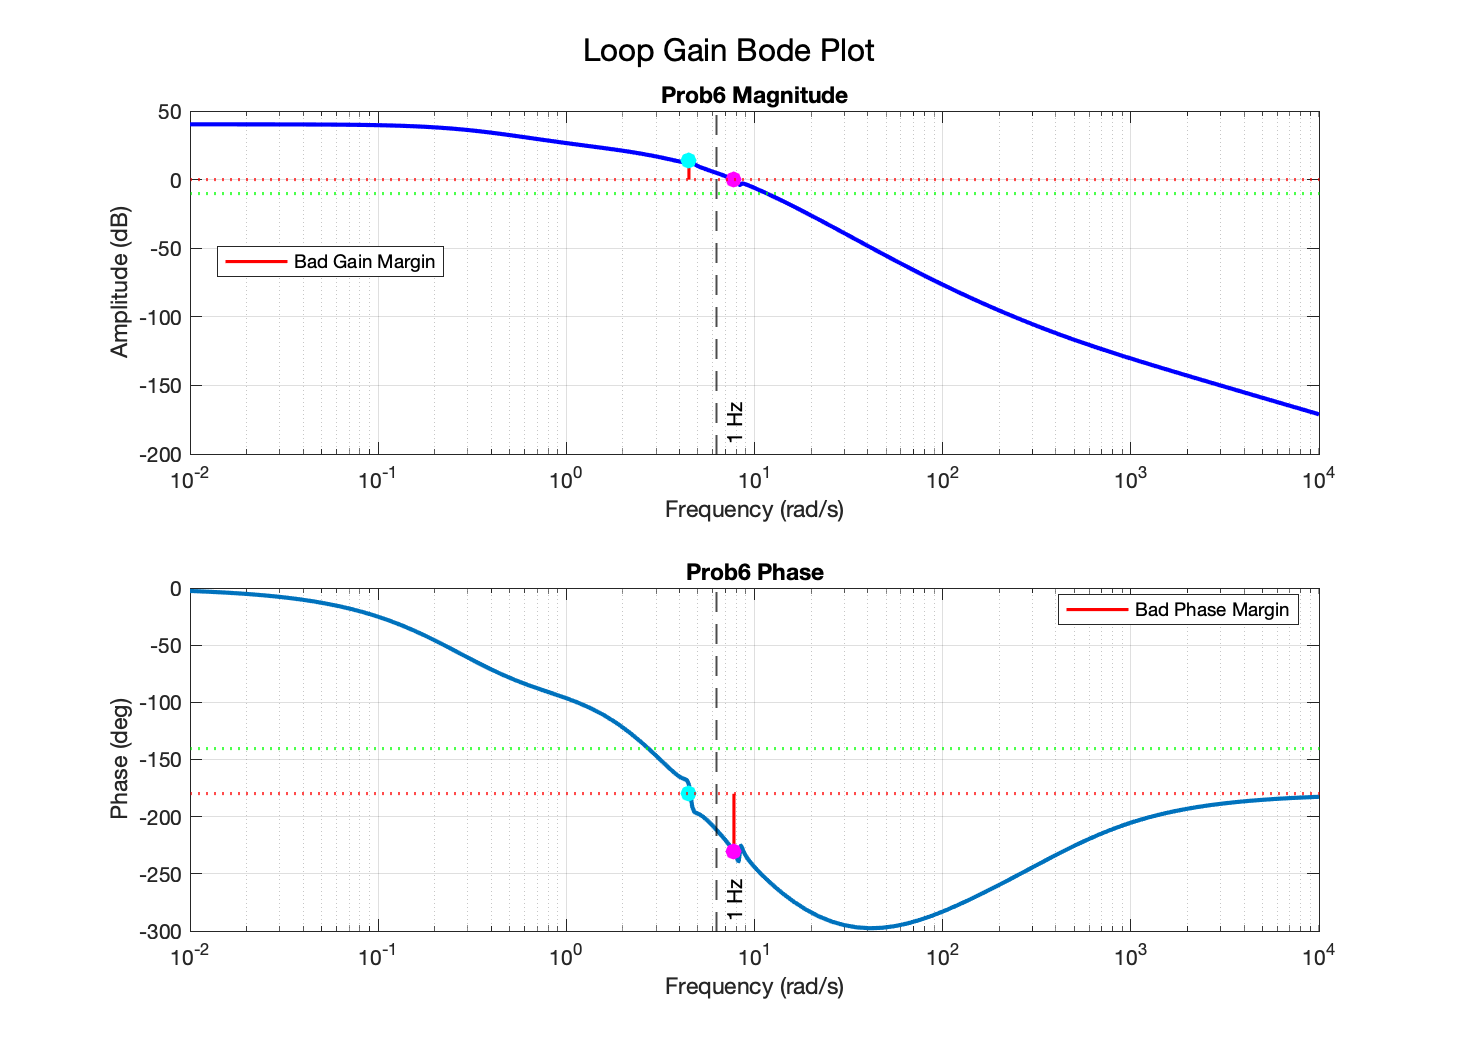 Loop Gain Bode Plot
Prob6 Magnitude
50
0
-50
-100
-150
-200
Amplitude (dB)
Bad Gain Margin
1 Hz
10^-2 10^-1 10^0 10^1 10^2 10^3 10^4
Frequency (rad/s)
Prob6 Phase
0
-50
-100
-150
-200
-250
-300
Phase (deg)
Bad Phase Margin
1 Hz
10^-2 10^-1 10^0 10^1 10^2 10^3 10^4
Frequency (rad/s)